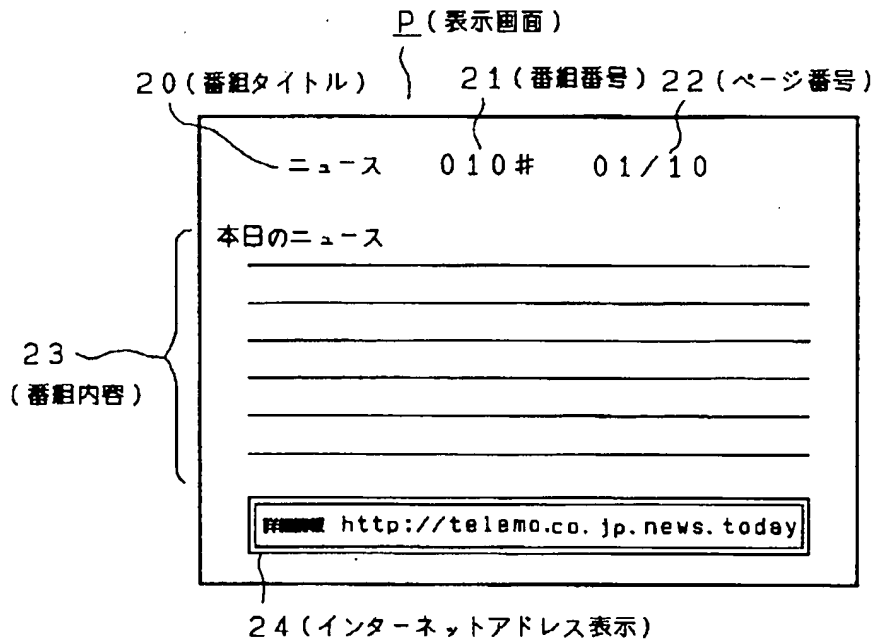 P(表示画面)
20(番組タイトル) 21(番組番号) 22(ページ番号)
ニュース 010# 01/10
本日のニュース
23
(番組内容)
http://telemo.co.jp.news.today
24(インターネットアドレス表示)